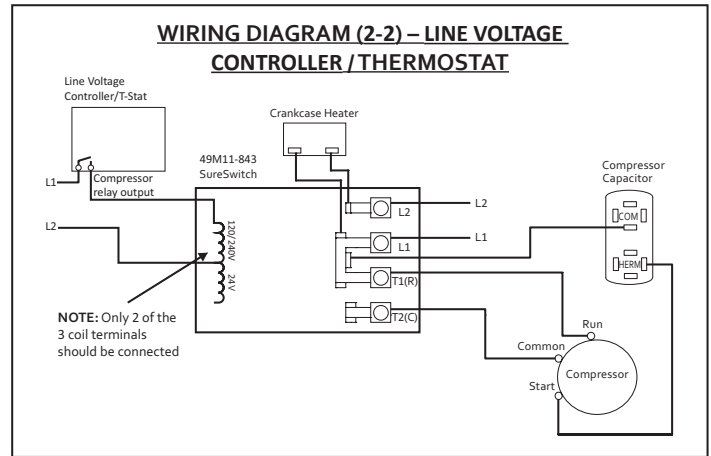 WIRING DIAGRAM (2-2) – LINE VOLTAGE
CONTROLLER / THERMOSTAT
Line Voltage
Controller/T-Stat
Crankcase Heater
49M11-843
SureSwitch
Compressor
Capacitor
L1
Compressor
relay output
L2
L2
L2
COM
L1
L1
120/240V
24V
HERM
T1(R)
NOTE: Only 2 of the
3 coil terminals
should be connected
T2(C)
Run
Common
Compressor
Start